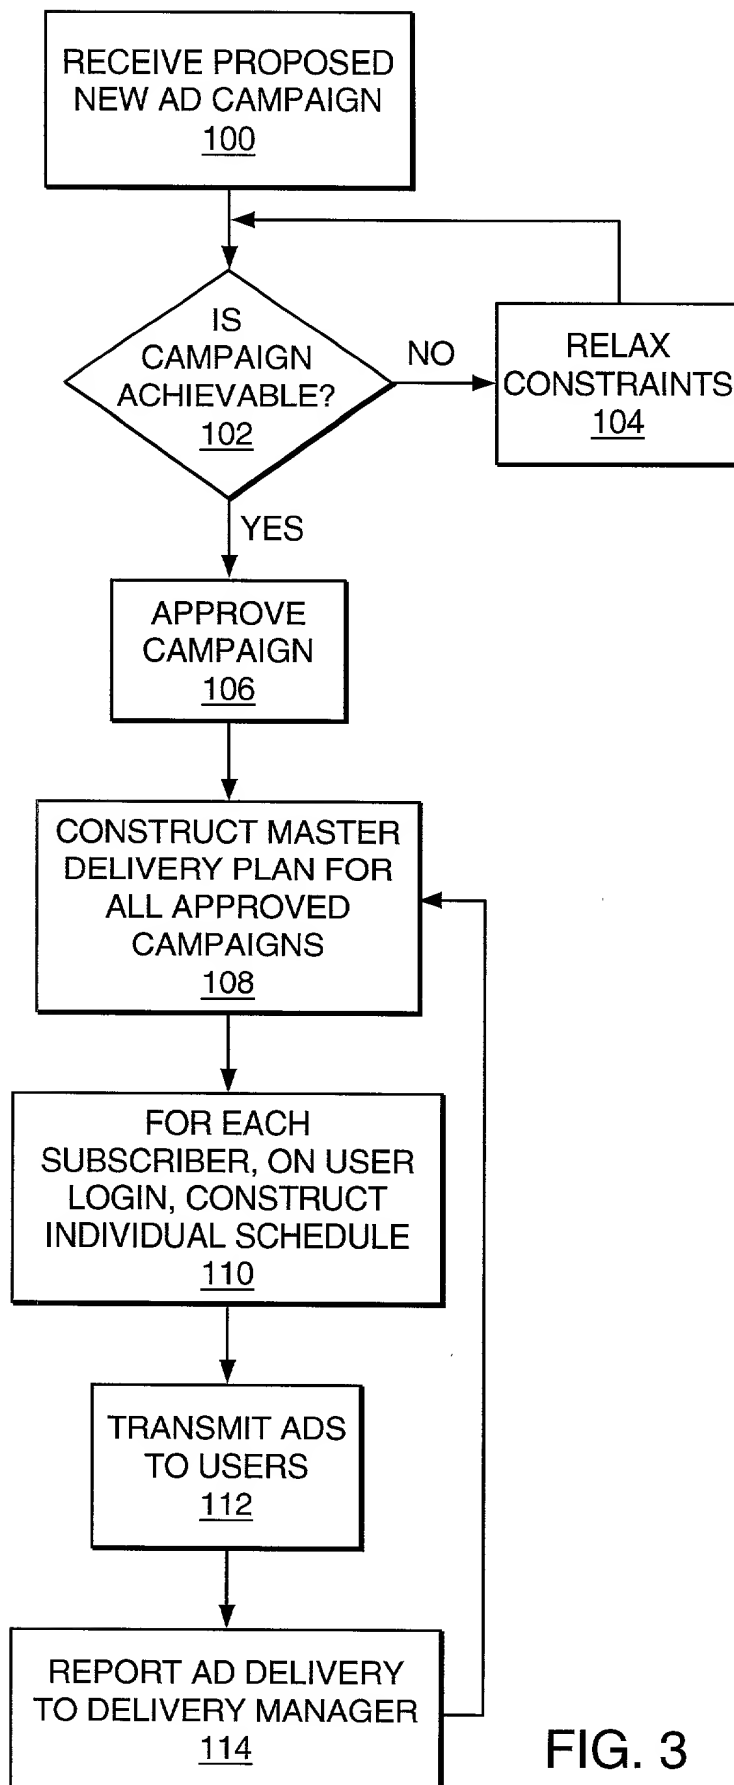 RECEIVE PROPOSED
NEW AD CAMPAIGN
100
IS
CAMPAIGN
ACHIEVABLE?
102
NO
RELAX
CONSTRAINTS
104
YES
APPROVE
CAMPAIGN
106
CONSTRUCT MASTER
DELIVERY PLAN FOR
ALL APPROVED
CAMPAIGNS
108
FOR EACH
SUBSCRIBER, ON USER
LOGIN, CONSTRUCT
INDIVIDUAL SCHEDULE
110
TRANSMIT ADS
TO USERS
112
REPORT AD DELIVERY
TO DELIVERY MANAGER
114
FIG. 3